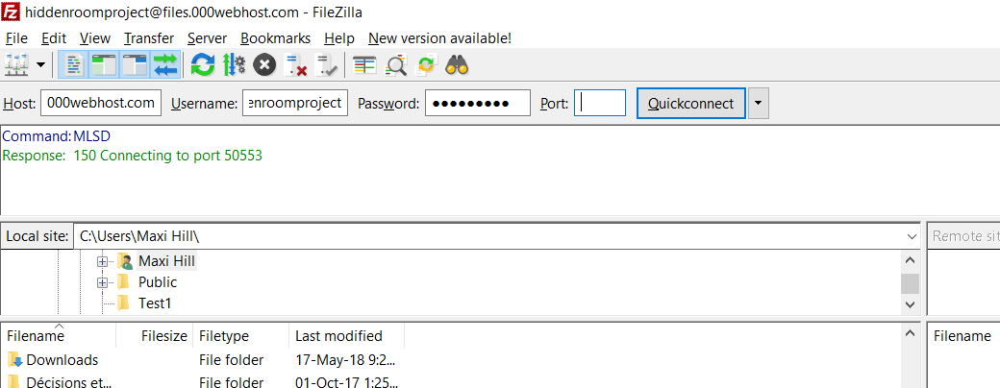 hiddenroomproject@files.000webhost.com - FileZilla
File Edit View Transfer Server Bookmarks Help New version available!
Host: 000webhost.com Username: enroomproject Password: ●●●●●●●●● Port: Quickconnect
Command: MLSD
Response: 150 Connecting to port 50553
Local site: C:\Users\Maxi Hill\ Remote sit
Maxi Hill
Public
Test1
Filename Filesize Filetype Last modified Filename
Downloads File folder 17-May-18 9:2...
Décisions et... File folder 01-Oct-17 1:25...